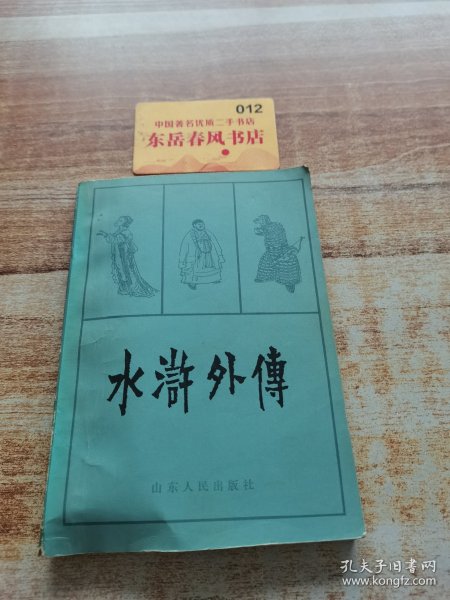 012
中国著名优质二手书店
东岳春风书店
水浒外傳
山东人民出版社
孔夫子旧书网
www.kongfz.com